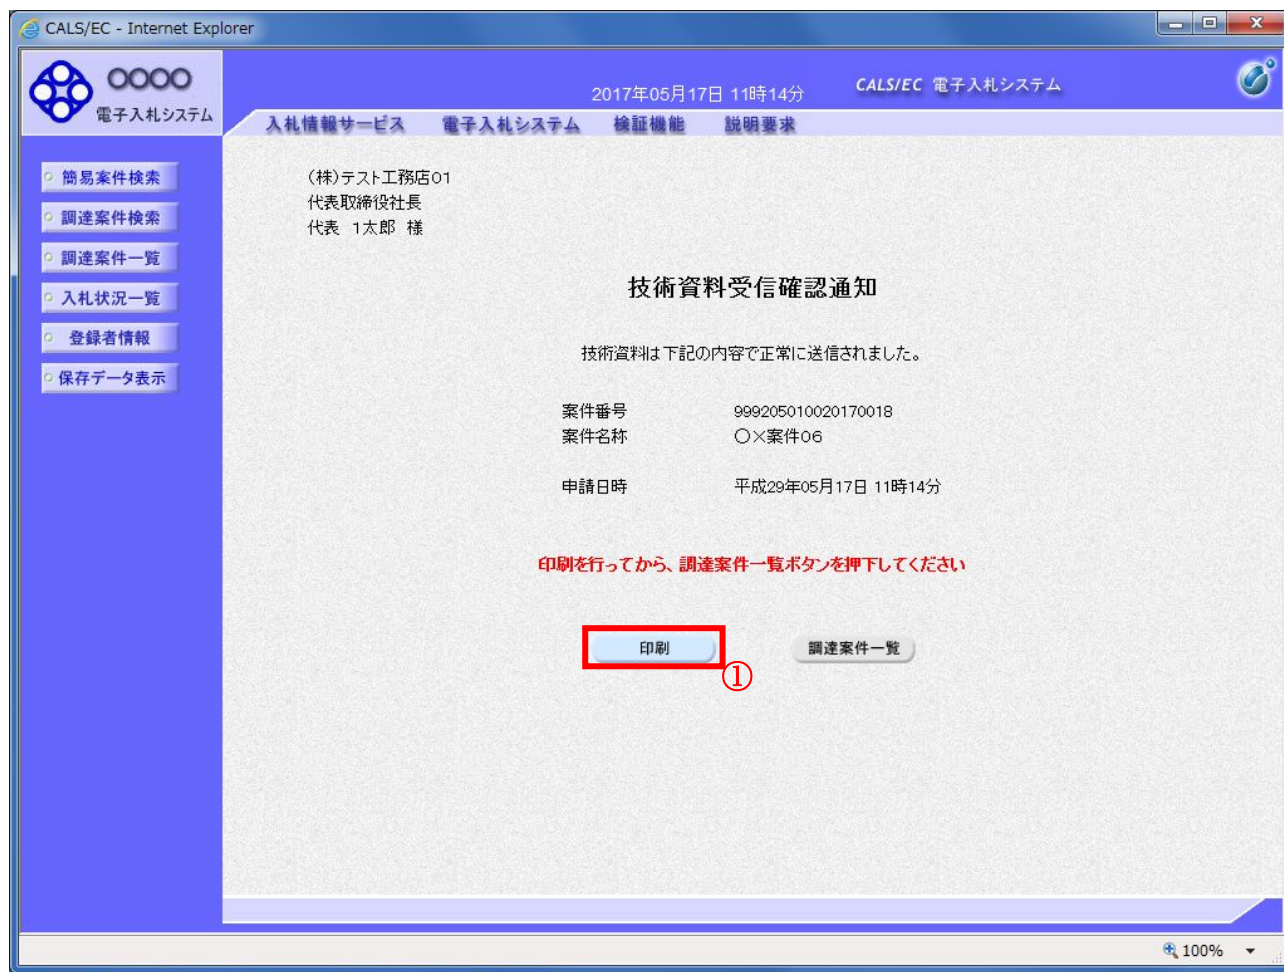 CALS/EC - Internet Explorer
〇〇〇〇
電子入札システム
2017年05月17日 11時14分
CALS/EC 電子入札システム
入札情報サービス 電子入札システム 検証機能 説明要求
簡易案件検索
調達案件検索
調達案件一覧
入札状況一覧
登録者情報
保存データ表示
(株)テスト工務店01
代表取締役社長
代表 1太郎 様
技術資料受信確認通知
技術資料は下記の内容で正常に送信されました。
案件番号 999205010020170018
案件名称 〇×案件06
申請日時 平成29年05月17日 11時14分
印刷を行ってから、調達案件一覧ボタンを押下してください
印刷
調達案件一覧
①
100%